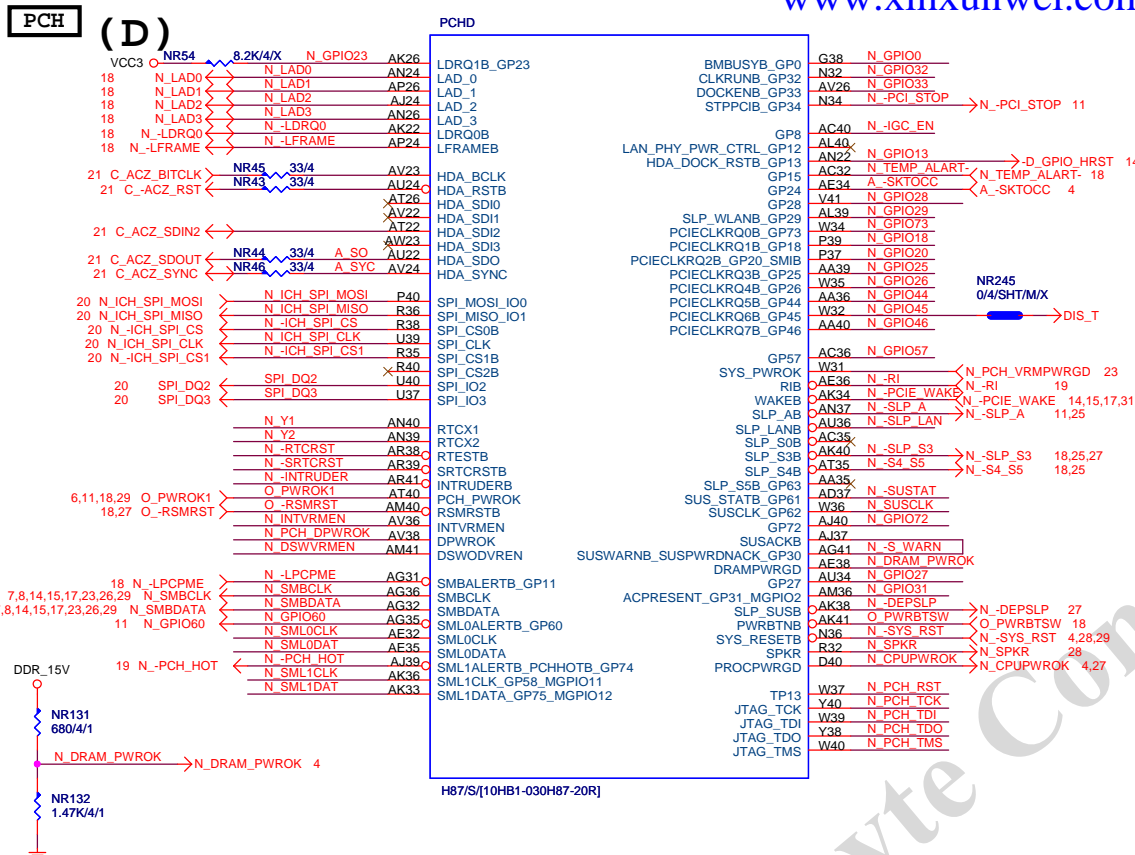 www.xinxunwei.com
PCH
(D)
PCHD
VCC3 NR54 8.2K/4/X N_GPIO23 AK26 LDRQ1B_GP23
18 N_LAD0 N_LAD0 AN24 LAD_0
18 N_LAD1 N_LAD1 AP26 LAD_1
18 N_LAD2 N_LAD2 AJ24 LAD_2
18 N_LAD3 N_LAD3 AN26 LAD_3
18 N_-LDRQ0 N_-LDRQ0 AK22 LDRQ0B
18 N_-LFRAME N_-LFRAME AP24 LFRAMEB
21 C_ACZ_BITCLK NR45 33/4 AV23 HDA_BCLK
21 C_-ACZ_RST NR43 33/4 AU24 HDA_RSTB
AT26 HDA_SDI0
AV22 HDA_SDI1
21 C_ACZ_SDIN2 AT22 HDA_SDI2
AW23 HDA_SDI3
21 C_ACZ_SDOUT NR44 33/4 A_SO AU22 HDA_SDO
21 C_ACZ_SYNC NR46 33/4 A_SYC AV24 HDA_SYNC
20 N_ICH_SPI_MOSI N_ICH_SPI_MOSI P40 SPI_MOSI_IO0
20 N_ICH_SPI_MISO N_ICH_SPI_MISO R36 SPI_MISO_IO1
20 N_-ICH_SPI_CS N_-ICH_SPI_CS R38 SPI_CS0B
20 N_ICH_SPI_CLK N_ICH_SPI_CLK U39 SPI_CLK
20 N_-ICH_SPI_CS1 N_-ICH_SPI_CS1 R35 SPI_CS1B
R40 SPI_CS2B
20 SPI_DQ2 SPI_DQ2 U40 SPI_IO2
20 SPI_DQ3 SPI_DQ3 U37 SPI_IO3
N_Y1 AN40 RTCX1
N_Y2 AN39 RTCX2
N_-RTCRST AR38 RTESTB
N_-SRTCRST AR39 SRTCRSTB
N_-INTRUDER AR41 INTRUDERB
6,11,18,29 O_PWROK1 O_PWROK1 AT40 PCH_PWROK
18,27 O_-RSMRST O_-RSMRST AM40 RSMRSTB
N_INTVRMEN AV36 INTVRMEN
N_PCH_DPWROK AV38 DPWROK
N_DSWVRMEN AM41 DSWODVREN
18 N_-LPCPME N_-LPCPME AG31 SMBALERTB_GP11
7,8,14,15,17,23,26,29 N_SMBCLK N_SMBCLK AG36 SMBCLK
,8,14,15,17,23,26,29 N_SMBDATA N_SMBDATA AG32 SMBDATA
11 N_GPIO60 N_GPIO60 AG35 SML0ALERTB_GP60
N_SML0CLK AE32 SML0CLK
N_SML0DAT AE35 SML0DATA
19 N_-PCH_HOT N_-PCH_HOT AJ39 SML1ALERTB_PCHHOTB_GP74
N_SML1CLK AK36 SML1CLK_GP58_MGPIO11
N_SML1DAT AK33 SML1DATA_GP75_MGPIO12
BMBUSYB_GP0 G38 N_GPIO0
CLKRUNB_GP32 N32 N_GPIO32
DOCKENB_GP33 AV26 N_GPIO33
STPPCIB_GP34 N34 N_-PCI_STOP N_-PCI_STOP 11
GP8 AC40 N_-IGC_EN
LAN_PHY_PWR_CTRL_GP12 AL40
HDA_DOCK_RSTB_GP13 AN22 N_GPIO13 -D_GPIO_HRST 14
GP15 AC32 N_TEMP_ALART- N_TEMP_ALART- 18
GP24 AE34 A_-SKTOCC A_-SKTOCC 4
GP28 V41 N_GPIO28
SLP_WLANB_GP29 AL39 N_GPIO29
PCIECLKRQ0B_GP73 W34 N_GPIO73
PCIECLKRQ1B_GP18 P39 N_GPIO18
PCIECLKRQ2B_GP20_SMIB P37 N_GPIO20
PCIECLKRQ3B_GP25 AA39 N_GPIO25
PCIECLKRQ4B_GP26 W35 N_GPIO26
PCIECLKRQ5B_GP44 AA36 N_GPIO44
PCIECLKRQ6B_GP45 W32 N_GPIO45 NR245 0/4/SHT/M/X DIS_T
PCIECLKRQ7B_GP46 AA40 N_GPIO46
GP57 AC36 N_GPIO57
SYS_PWROK W31 N_PCH_VRMPWRGD 23
RIB AE36 N_-RI N_-RI 19
WAKEB AK34 N_-PCIE_WAKE N_-PCIE_WAKE 14,15,17,31
SLP_AB AN37 N_-SLP_A N_-SLP_A 11,25
SLP_LANB AU36 N_-SLP_LAN
SLP_S0B AC35
SLP_S3B AK40 N_-SLP_S3 N_-SLP_S3 18,25,27
SLP_S4B AT35 N_-S4_S5 N_-S4_S5 18,25
SLP_S5B_GP63 AA35
SUS_STATB_GP61 AD37 N_-SUSTAT
SUSCLK_GP62 W36 N_SUSCLK
GP72 AJ40 N_GPIO72
SUSACKB AJ37
SUSWARNB_SUSPWRDNACK_GP30 AG41 N_-S_WARN
DRAMPWRGD AE38 N_DRAM_PWROK
GP27 AU34 N_GPIO27
ACPRESENT_GP31_MGPIO2 AM36 N_GPIO31
SLP_SUSB AK38 N_-DEPSLP N_-DEPSLP 27
PWRBTNB AK41 O_PWRBTSW O_PWRBTSW 18
SYS_RESETB N36 N_-SYS_RST N_-SYS_RST 4,28,29
SPKR R32 N_SPKR N_SPKR 28
PROCPWRGD D40 N_CPUPWROK N_CPUPWROK 4,27
TP13 W37 N_PCH_RST
JTAG_TCK Y40 N_PCH_TCK
JTAG_TDI W39 N_PCH_TDI
JTAG_TDO Y38 N_PCH_TDO
JTAG_TMS W40 N_PCH_TMS
H87/S/[10HB1-030H87-20R]
DDR_15V
NR131
680/4/1
N_DRAM_PWROK N_DRAM_PWROK 4
NR132
1.47K/4/1